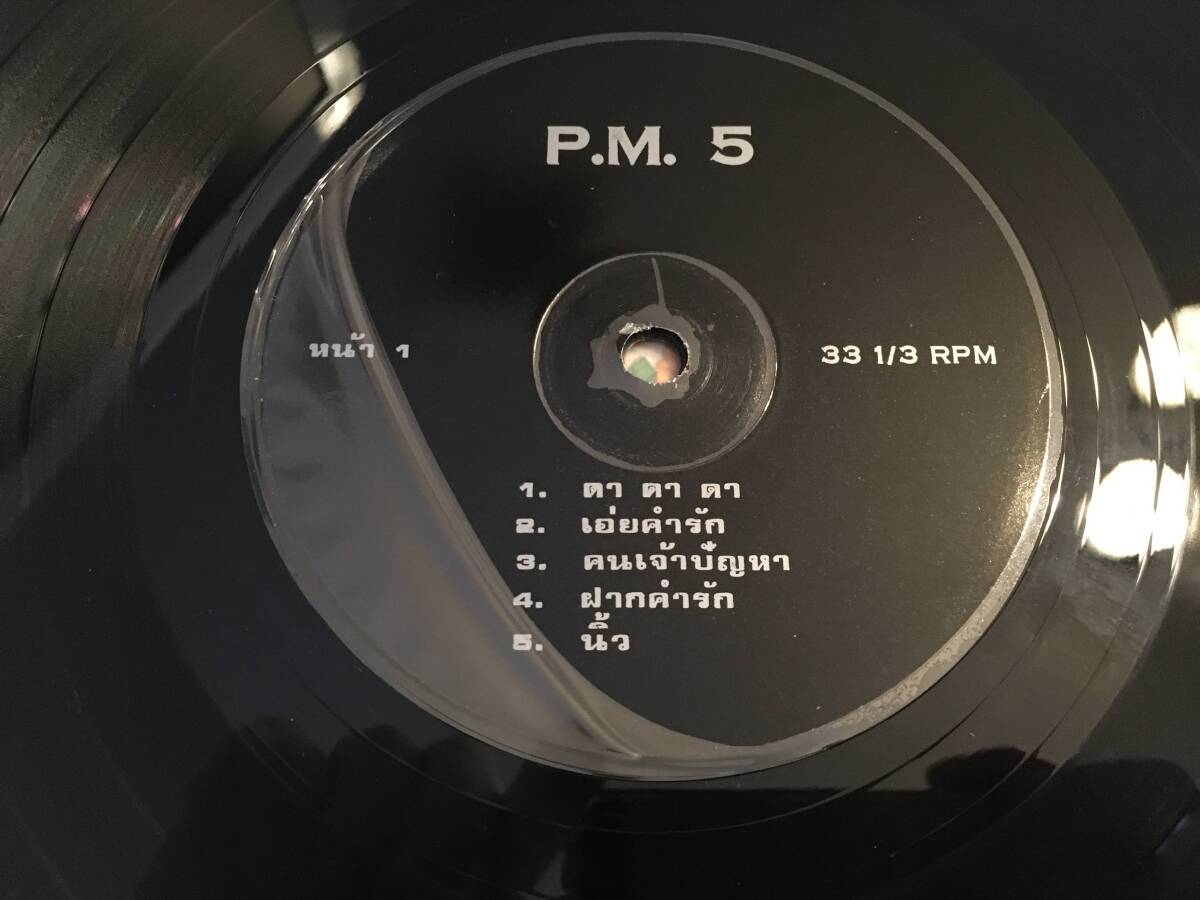 P.M. 5
หน้า 1
33 1/3 RPM
1. ตา คา ดา
2. เอ่ยคำรัก
3. คนเจ้าปัญหา
4. ฝากคำรัก
5. นิ้ว